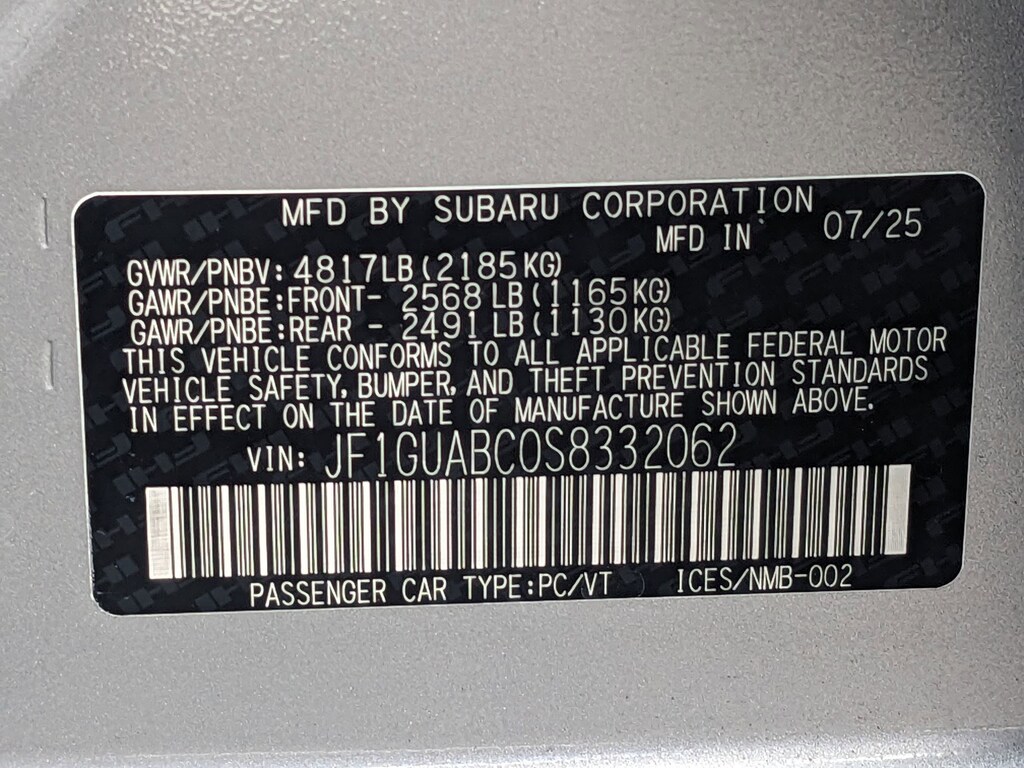 MFD BY SUBARU CORPORATION
MFD IN 07/25
GVWR/PNBV: 4817LB(2185KG)
GAWR/PNBE:FRONT- 2568LB(1165KG)
GAWR/PNBE:REAR - 2491LB(1130KG)
THIS VEHICLE CONFORMS TO ALL APPLICABLE FEDERAL MOTOR
VEHICLE SAFETY, BUMPER, AND THEFT PREVENTION STANDARDS
IN EFFECT ON THE DATE OF MANUFACTURE SHOWN ABOVE.
VIN: JF1GUABC0S8332062
PASSENGER CAR TYPE:PC/VT ICES/NMB-002